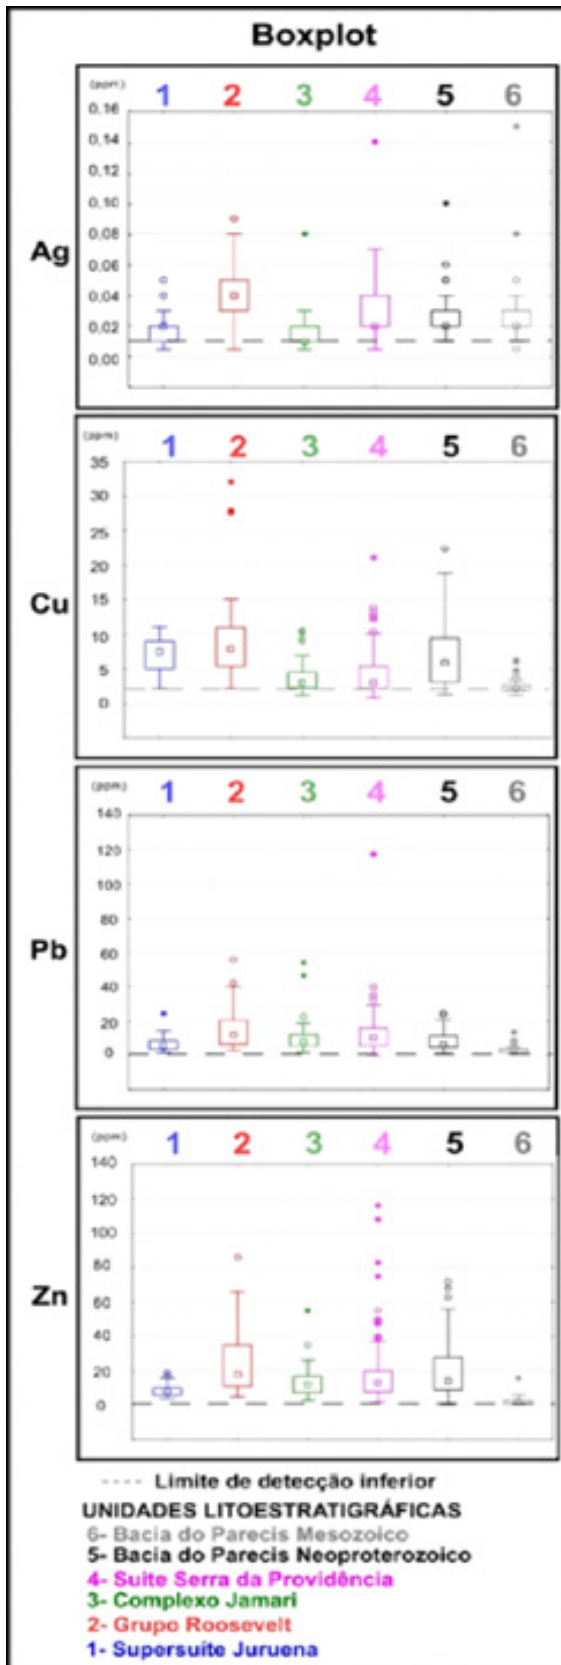 Boxplot
(ppm)
1 2 3 4 5 6
0,16
0,14
0,12
0,10
0,08
0,06
0,04
0,02
0,00
Ag
(ppm)
1 2 3 4 5 6
35
30
25
20
15
10
5
0
Cu
(ppm)
1 2 3 4 5 6
140
120
100
80
60
40
20
0
Pb
(ppm)
1 2 3 4 5 6
140
120
100
80
60
40
20
0
Zn
---- Limite de detecção inferior
UNIDADES LITOESTRATIGRÁFICAS
6- Bacia do Parecis Mesozoico
5- Bacia do Parecis Neoproterozoico
4- Suite Serra da Providência
3- Complexo Jamari
2- Grupo Roosevelt
1- Supersuite Juruena